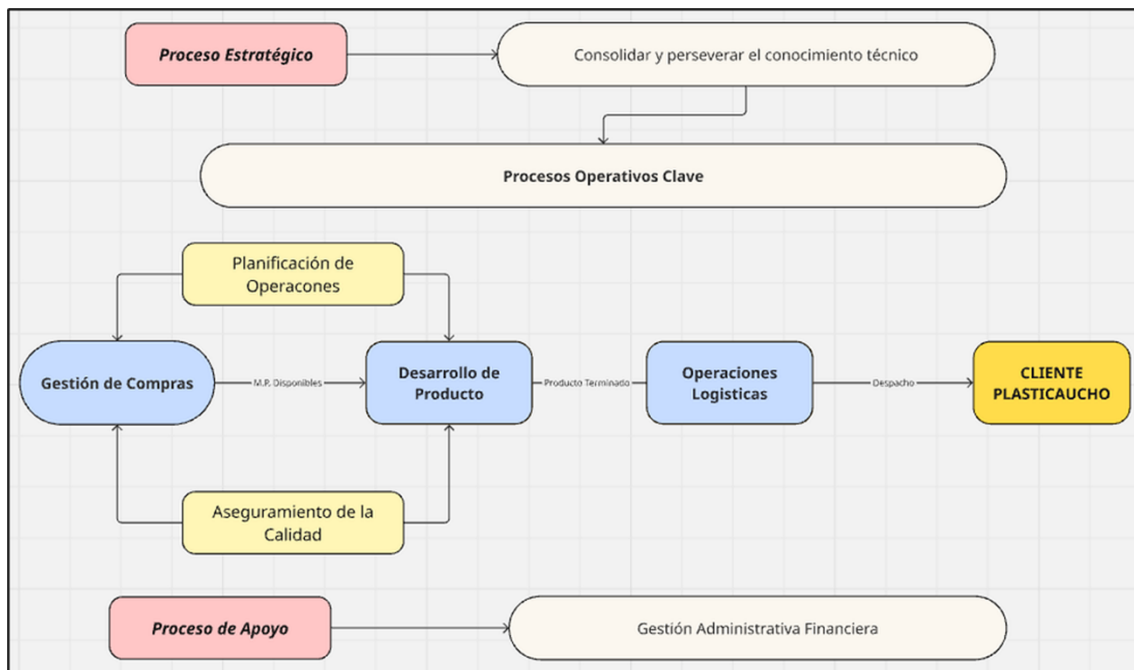 Proceso Estratégico
Consolidar y perseverar el conocimiento técnico
Procesos Operativos Clave
Planificación de
Operacones
Gestión de Compras
M.P. Disponibles
Desarrollo de
Producto
Producto Terminado
Operaciones
Logisticas
Despacho
CLIENTE
PLASTICAUCHO
Aseguramiento de la
Calidad
Proceso de Apoyo
Gestión Administrativa Financiera